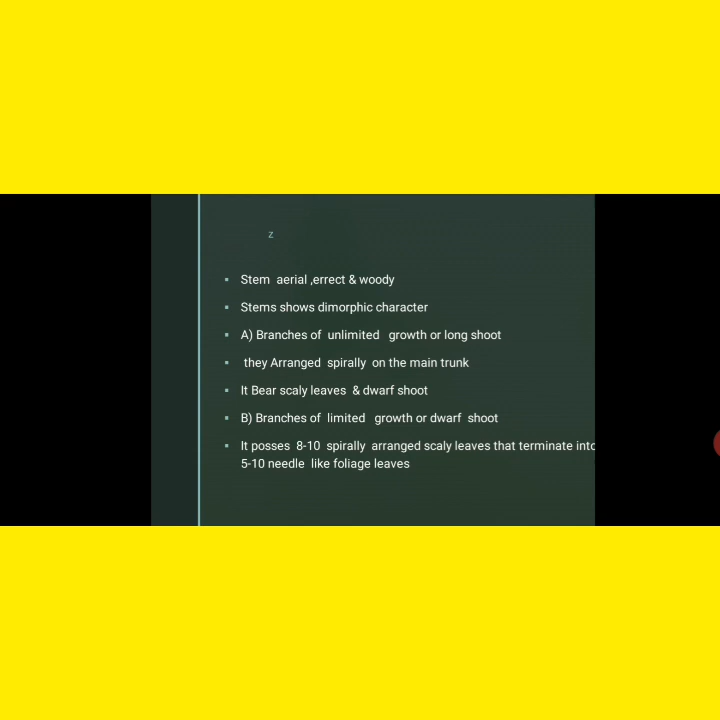 z
▪ Stem aerial ,errect & woody
▪ Stems shows dimorphic character
▪ A) Branches of unlimited growth or long shoot
▪ they Arranged spirally on the main trunk
▪ It Bear scaly leaves & dwarf shoot
▪ B) Branches of limited growth or dwarf shoot
▪ It posses 8-10 spirally arranged scaly leaves that terminate into
5-10 needle like foliage leaves